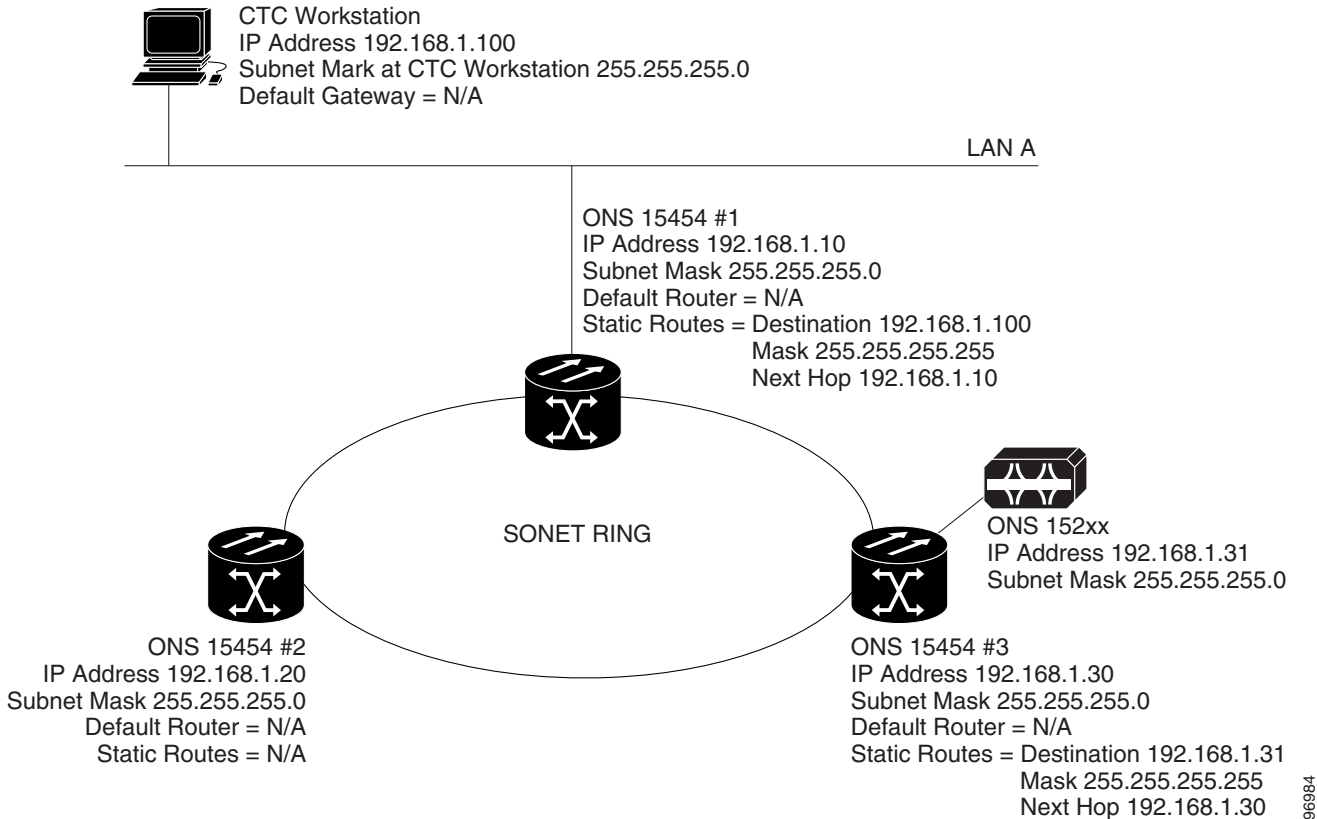 CTC Workstation
IP Address 192.168.1.100
Subnet Mark at CTC Workstation 255.255.255.0
Default Gateway = N/A
LAN A
ONS 15454 #1
IP Address 192.168.1.10
Subnet Mask 255.255.255.0
Default Router = N/A
Static Routes = Destination 192.168.1.100
Mask 255.255.255.255
Next Hop 192.168.1.10
SONET RING
ONS 152xx
IP Address 192.168.1.31
Subnet Mask 255.255.255.0
ONS 15454 #2
IP Address 192.168.1.20
Subnet Mask 255.255.255.0
Default Router = N/A
Static Routes = N/A
ONS 15454 #3
IP Address 192.168.1.30
Subnet Mask 255.255.255.0
Default Router = N/A
Static Routes = Destination 192.168.1.31
Mask 255.255.255.255
Next Hop 192.168.1.30
96984